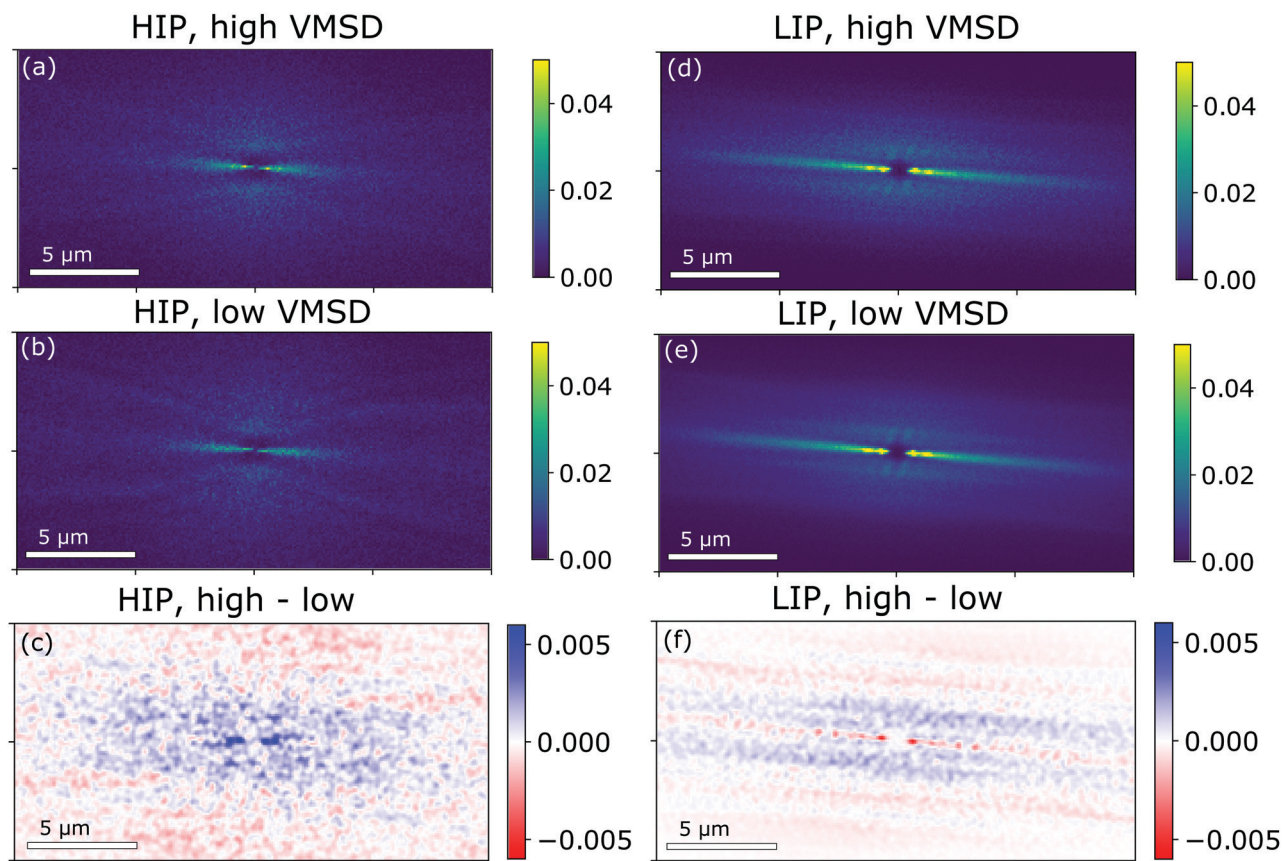 HIP, high VMSD
(a)
5 µm
0.04
0.02
0.00
LIP, high VMSD
(d)
5 µm
0.04
0.02
0.00
HIP, low VMSD
(b)
5 µm
0.04
0.02
0.00
LIP, low VMSD
(e)
5 µm
0.04
0.02
0.00
HIP, high - low
(c)
5 µm
0.005
0.000
−0.005
LIP, high - low
(f)
5 µm
0.005
0.000
−0.005